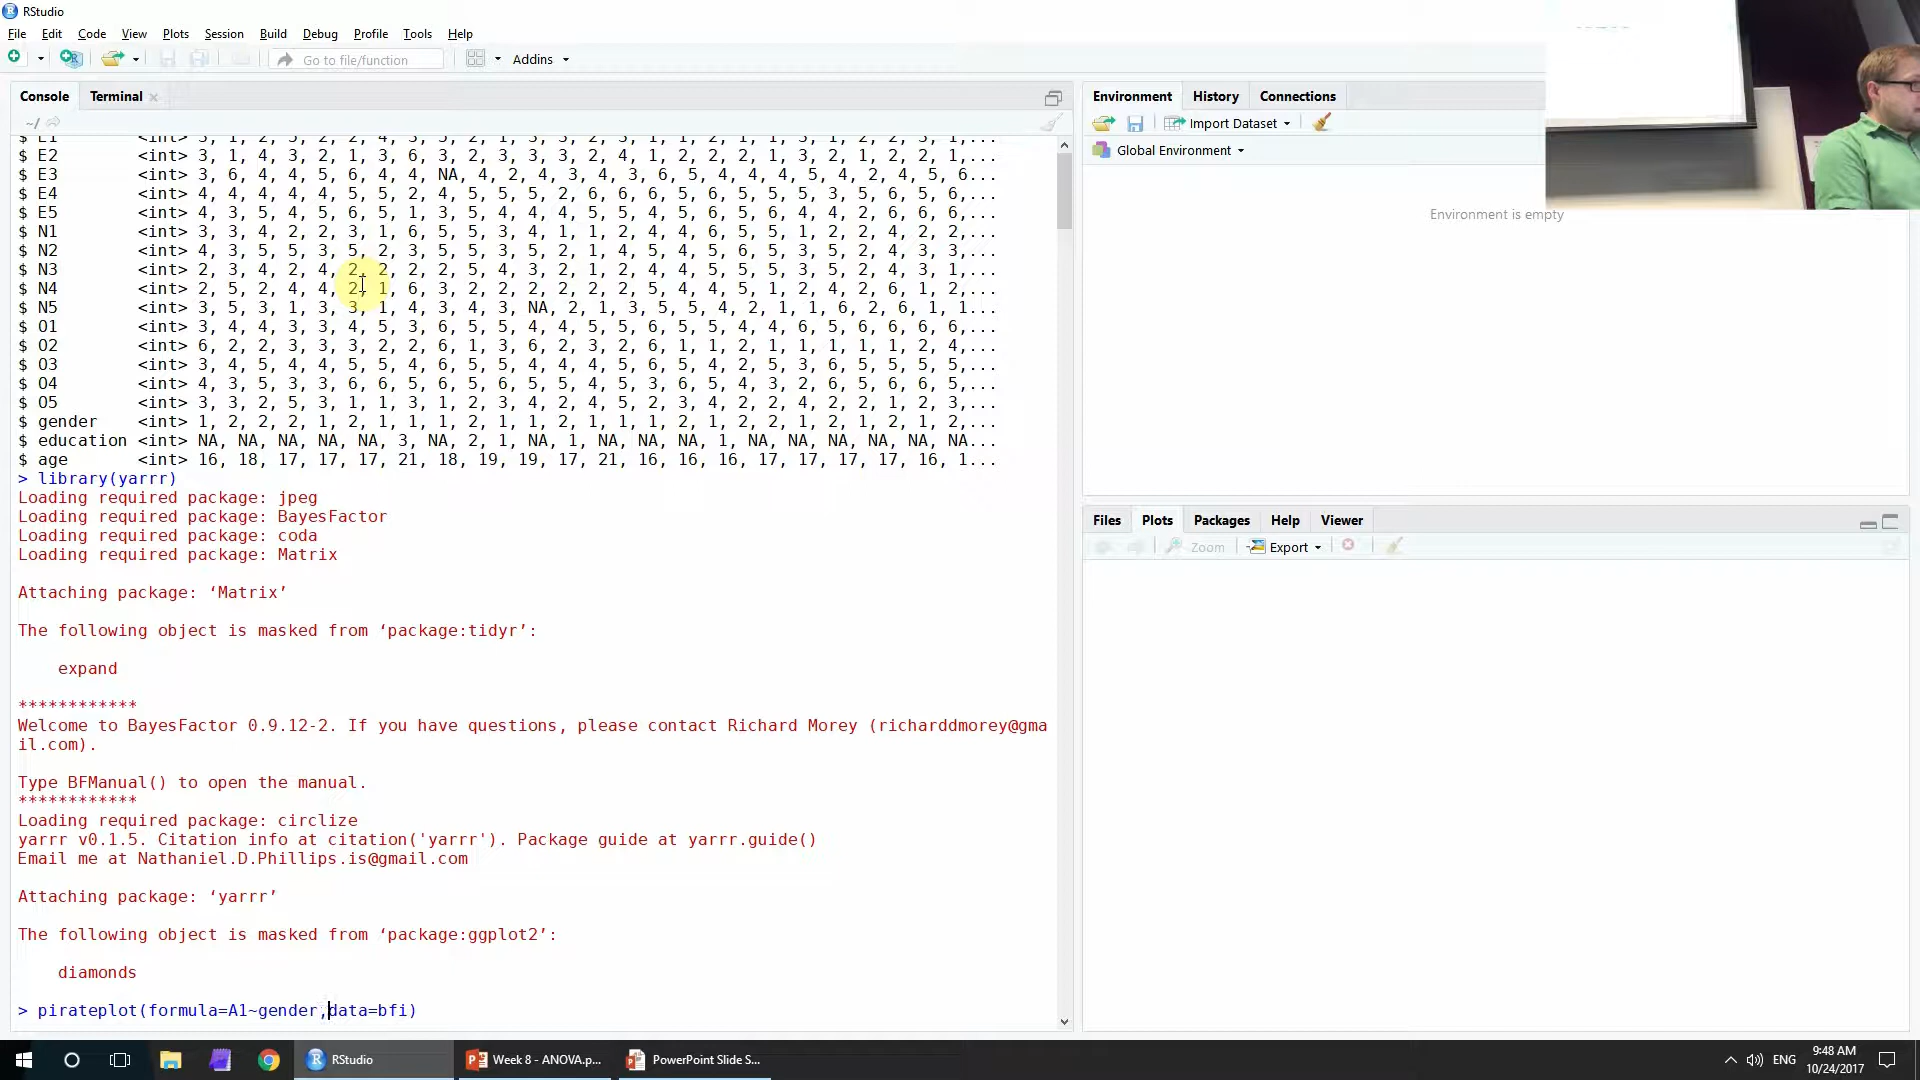 RStudio
File Edit Code View Plots Session Build Debug Profile Tools Help
Go to file/function Addins
Console Terminal
~/
$ E1 <int> 3, 1, 2, 5, 2, 2, 4, 3, 5, 2, 1, 3, 3, 2, 3, 1, 1, 2, 1, 1, 3, 1, 2, 2, 3, 1,...
$ E2 <int> 3, 1, 4, 3, 2, 1, 3, 6, 3, 2, 3, 3, 3, 2, 4, 1, 2, 2, 2, 1, 3, 2, 1, 2, 2, 1,...
$ E3 <int> 3, 6, 4, 4, 5, 6, 4, 4, NA, 4, 2, 4, 3, 4, 3, 6, 5, 4, 4, 4, 5, 4, 2, 4, 5, 6...
$ E4 <int> 4, 4, 4, 4, 4, 5, 5, 2, 4, 5, 5, 5, 2, 6, 6, 6, 5, 6, 5, 5, 5, 3, 5, 6, 5, 6,...
$ E5 <int> 4, 3, 5, 4, 5, 6, 5, 1, 3, 5, 4, 4, 4, 5, 5, 4, 5, 6, 5, 6, 4, 4, 2, 6, 6, 6,...
$ N1 <int> 3, 3, 4, 2, 2, 3, 1, 6, 5, 5, 3, 4, 1, 1, 2, 4, 4, 6, 5, 5, 1, 2, 2, 4, 2, 2,...
$ N2 <int> 4, 3, 5, 5, 3, 5, 2, 3, 5, 5, 3, 5, 2, 1, 4, 5, 4, 5, 6, 5, 3, 5, 2, 4, 3, 3,...
$ N3 <int> 2, 3, 4, 2, 4, 2, 2, 2, 2, 5, 4, 3, 2, 1, 2, 4, 4, 5, 5, 5, 3, 5, 2, 4, 3, 1,...
$ N4 <int> 2, 5, 2, 4, 4, 2, 1, 6, 3, 2, 2, 2, 2, 2, 2, 5, 4, 4, 5, 1, 2, 4, 2, 6, 1, 2,...
$ N5 <int> 3, 5, 3, 1, 3, 3, 1, 4, 3, 4, 3, NA, 2, 1, 3, 5, 5, 4, 2, 1, 1, 6, 2, 6, 1, 1...
$ O1 <int> 3, 4, 4, 3, 3, 4, 5, 3, 6, 5, 5, 4, 4, 5, 5, 6, 5, 5, 4, 4, 6, 5, 6, 6, 6, 6,...
$ O2 <int> 6, 2, 2, 3, 3, 3, 2, 2, 6, 1, 3, 6, 2, 3, 2, 6, 1, 1, 2, 1, 1, 1, 1, 1, 2, 4,...
$ O3 <int> 3, 4, 5, 4, 4, 5, 5, 4, 6, 5, 5, 4, 4, 4, 5, 6, 5, 4, 2, 5, 3, 6, 5, 5, 5, 5,...
$ O4 <int> 4, 3, 5, 3, 3, 6, 6, 5, 6, 5, 6, 5, 5, 4, 5, 3, 6, 5, 4, 3, 2, 6, 5, 6, 6, 5,...
$ O5 <int> 3, 3, 2, 5, 3, 1, 1, 3, 1, 2, 3, 4, 2, 4, 5, 2, 3, 4, 2, 2, 4, 2, 2, 1, 2, 3,...
$ gender <int> 1, 2, 2, 2, 1, 2, 1, 1, 1, 2, 1, 1, 2, 1, 1, 1, 2, 1, 2, 2, 1, 2, 1, 2, 1, 2,...
$ education <int> NA, NA, NA, NA, NA, 3, NA, 2, 1, NA, 1, NA, NA, NA, 1, NA, NA, NA, NA, NA, NA...
$ age <int> 16, 18, 17, 17, 17, 21, 18, 19, 19, 17, 21, 16, 16, 16, 17, 17, 17, 17, 16, 1...
> library(yarrr)
Loading required package: jpeg
Loading required package: BayesFactor
Loading required package: coda
Loading required package: Matrix
Attaching package: ‘Matrix’
The following object is masked from ‘package:tidyr’:
expand
************
Welcome to BayesFactor 0.9.12-2. If you have questions, please contact Richard Morey (richarddmorey@gma
il.com).
Type BFManual() to open the manual.
************
Loading required package: circlize
yarrr v0.1.5. Citation info at citation('yarrr'). Package guide at yarrr.guide()
Email me at Nathaniel.D.Phillips.is@gmail.com
Attaching package: ‘yarrr’
The following object is masked from ‘package:ggplot2’:
diamonds
> pirateplot(formula=A1~gender,data=bfi)
Environment History Connections
Import Dataset
Global Environment
Environment is empty
Files Plots Packages Help Viewer
Zoom Export
RStudio
Week 8 - ANOVA.p...
PowerPoint Slide S...
ENG
9:48 AM
10/24/2017